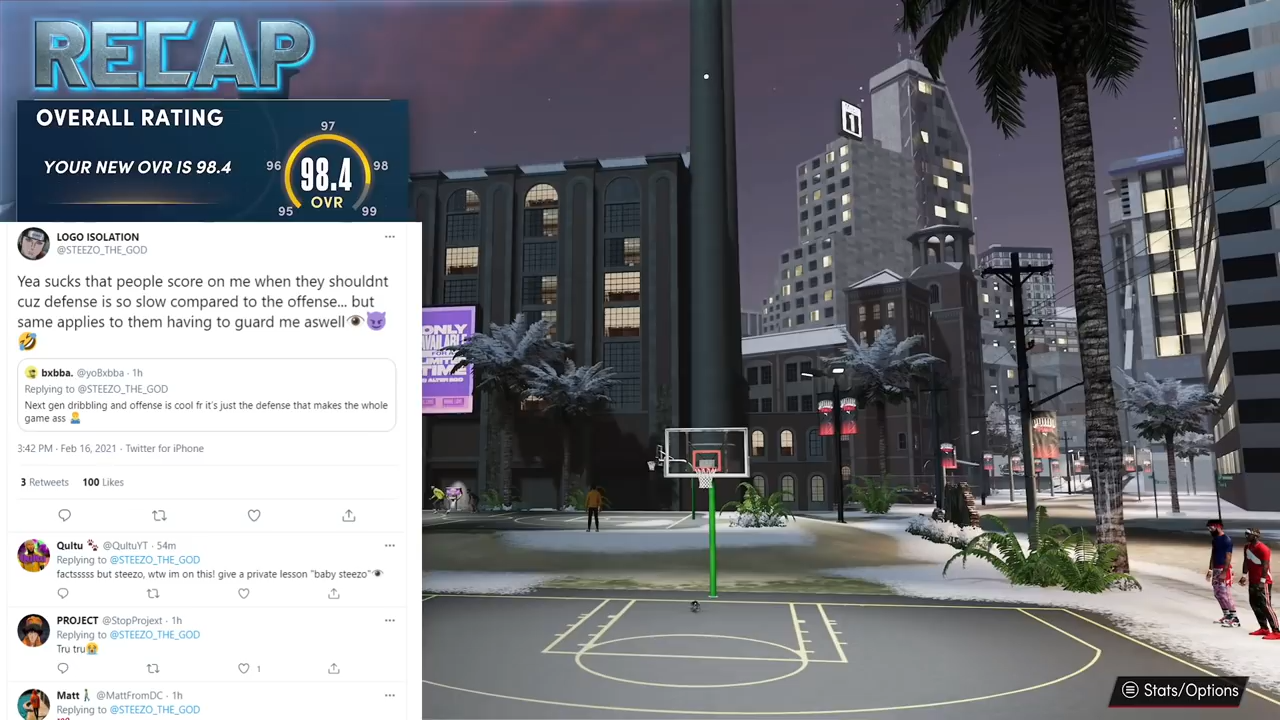 RECAP
OVERALL RATING
YOUR NEW OVR IS 98.4
97
96
98
98.4
OVR
95
99
LOGO ISOLATION
@STEEZO_THE_GOD
Yea sucks that people score on me when they shouldnt
cuz defense is so slow compared to the offense... but
same applies to them having to guard me aswell👁️😈
🤣
bxbba. @yoBxbba · 1h
Replying to @STEEZO_THE_GOD
Next gen dribbling and offense is cool fr it's just the defense that makes the whole
game ass 🤷‍♂️
3:42 PM · Feb 16, 2021 · Twitter for iPhone
3 Retweets 100 Likes
Qultu 🐾 @QultuYT · 54m
Replying to @STEEZO_THE_GOD
factsssss but steezo, wtw im on this! give a private lesson "baby steezo"👁️
PROJECT @StopProjext · 1h
Replying to @STEEZO_THE_GOD
Tru tru😭
1
Matt 🚶 @MattFromDC · 1h
Replying to @STEEZO_THE_GOD
ONLY
AVAILABLE
FOR A
LIMITED
TIME
1
Stats/Options